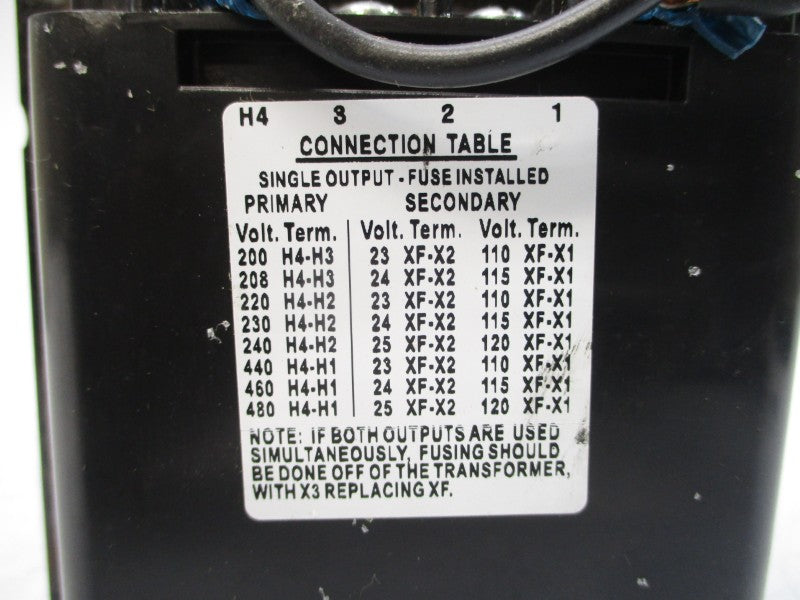 H4 3 2 1
CONNECTION TABLE
SINGLE OUTPUT - FUSE INSTALLED
PRIMARY SECONDARY
Volt. Term. Volt. Term. Volt. Term.
200 H4-H3 23 XF-X2 110 XF-X1
208 H4-H3 24 XF-X2 115 XF-X1
220 H4-H2 23 XF-X2 110 XF-X1
230 H4-H2 24 XF-X2 115 XF-X1
240 H4-H2 25 XF-X2 120 XF-X1
440 H4-H1 23 XF-X2 110 XF-X1
460 H4-H1 24 XF-X2 115 XF-X1
480 H4-H1 25 XF-X2 120 XF-X1
NOTE: IF BOTH OUTPUTS ARE USED
SIMULTANEOUSLY, FUSING SHOULD
BE DONE OFF OF THE TRANSFORMER,
WITH X3 REPLACING XF.